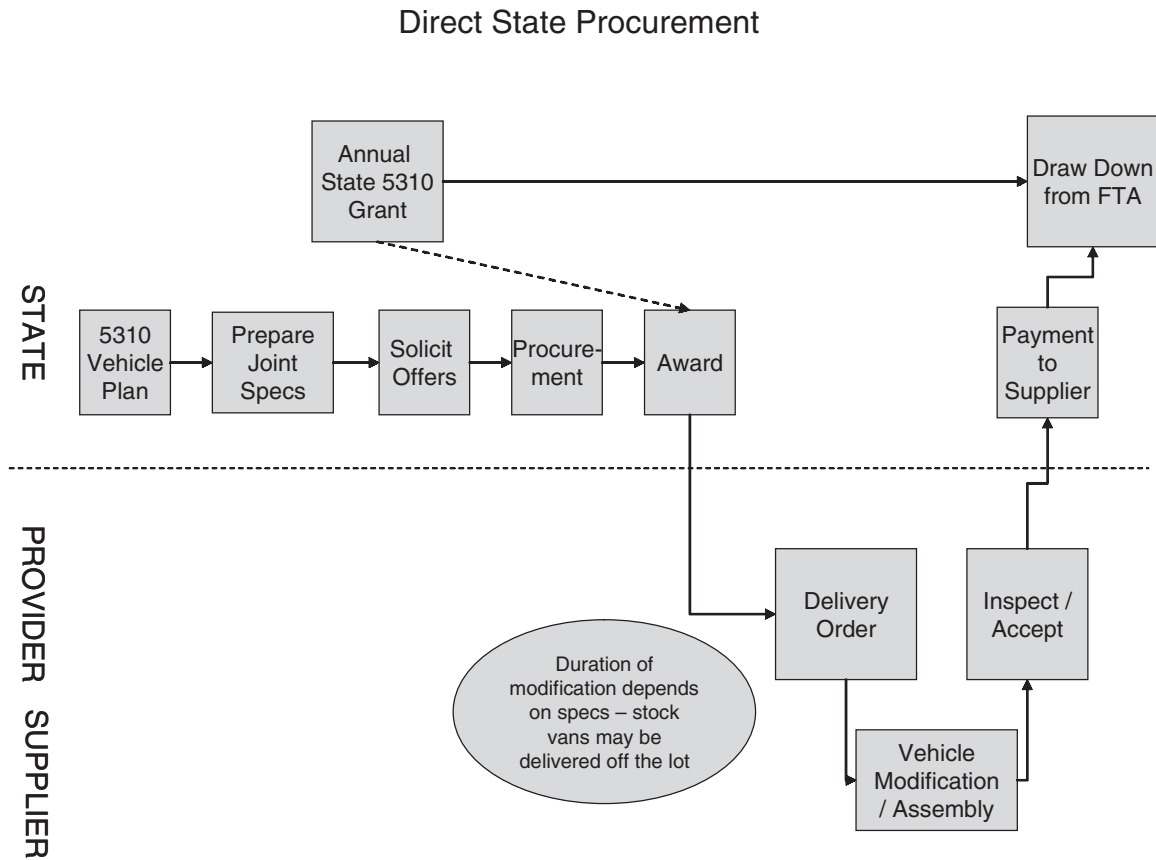 Direct State Procurement
Annual
State 5310
Grant
Draw Down
from FTA
STATE
5310
Vehicle
Plan
Prepare
Joint
Specs
Solicit
Offers
Procure-
ment
Award
Payment
to
Supplier
PROVIDER
Delivery
Order
Inspect /
Accept
Duration of
modification depends
on specs – stock
vans may be
delivered off the lot
SUPPLIER
Vehicle
Modification
/ Assembly